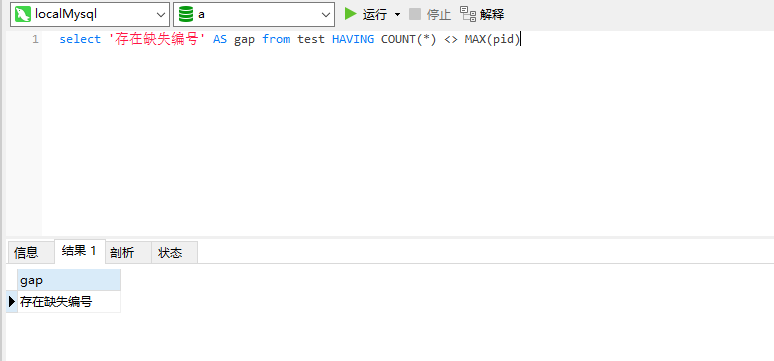 localMysql a 运行 停止 解释
1 select '存在缺失编号' AS gap from test HAVING COUNT(*) <> MAX(pid)
信息 结果 1 剖析 状态
gap
存在缺失编号